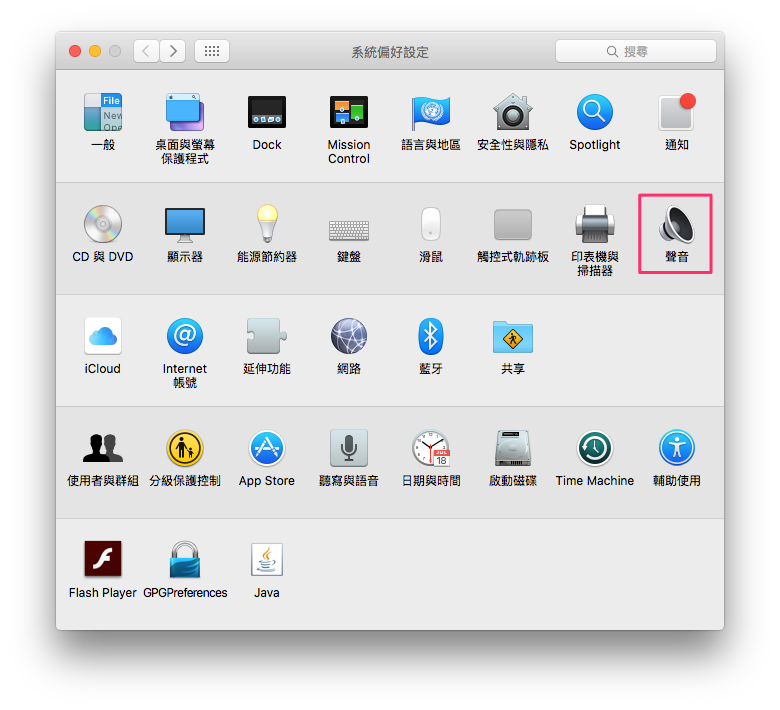 系統偏好設定
搜尋
File
New
Ope
一般
桌面與螢幕
保護程式
Dock
Mission
Control
語言與地區
安全性與隱私
Spotlight
通知
CD 與 DVD
顯示器
能源節約器
鍵盤
滑鼠
觸控式軌跡板
印表機與
掃描器
聲音
@
iCloud
Internet
帳號
延伸功能
網路
藍牙
共享
JUL
18
使用者與群組
分級保護控制
App Store
聽寫與語音
日期與時間
啟動磁碟
Time Machine
輔助使用
Flash Player
GPGPreferences
Java